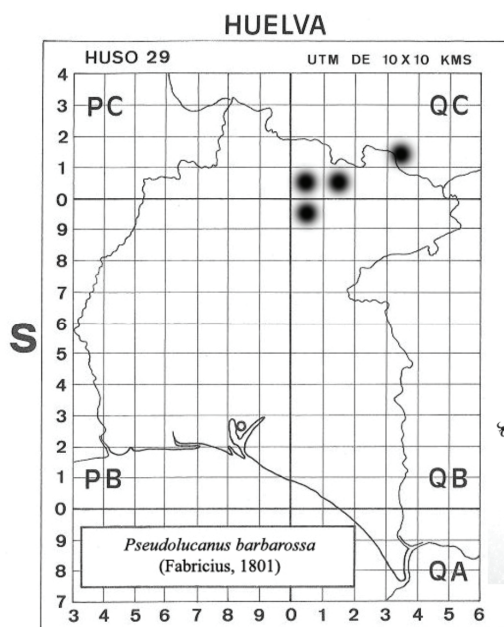 HUELVA
HUSO 29
UTM DE 10 X 10 KMS
4
3
2
1
0
9
8
7
6
5
4
3
2
1
0
9
8
7
PC
QC
S
PB
QB
QA
Pseudolucanus barbarossa
(Fabricius, 1801)
3 4 5 6 7 8 9 0 1 2 3 4 5 6